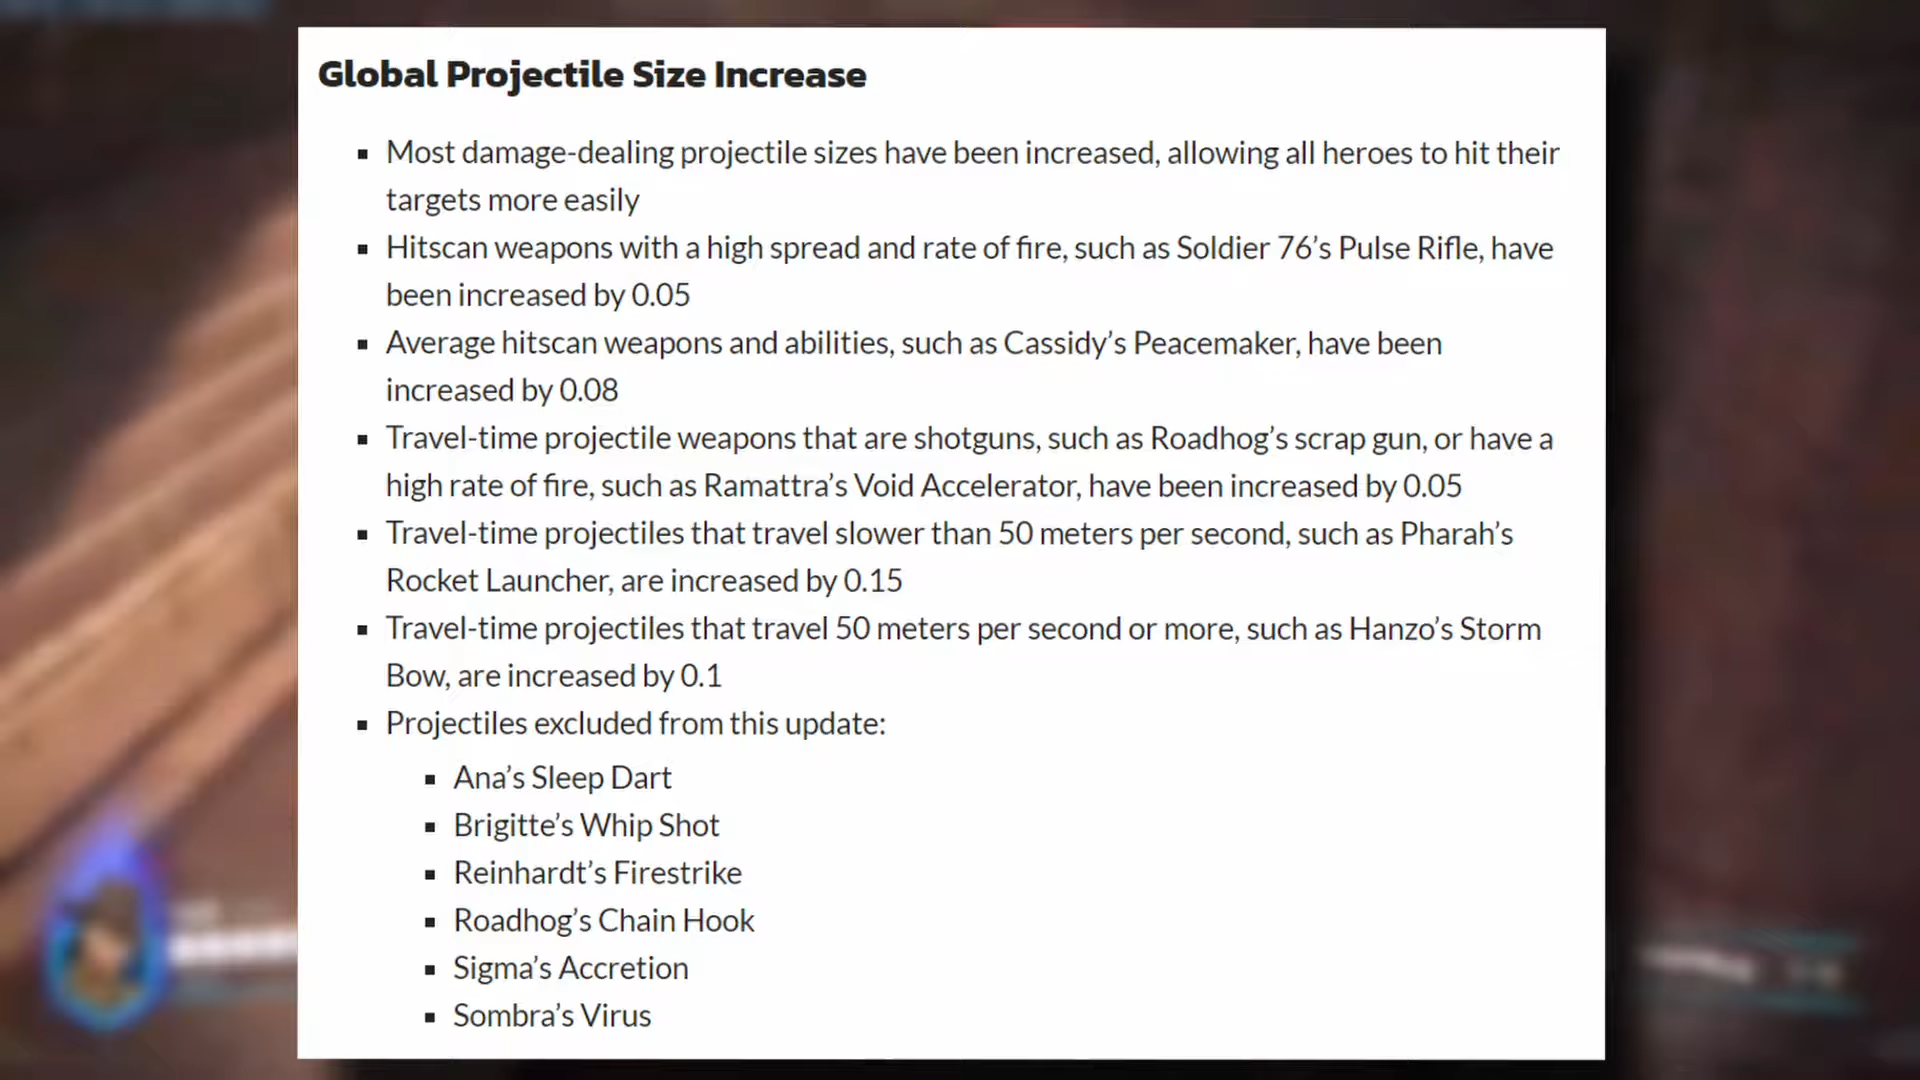 Global Projectile Size Increase
Most damage-dealing projectile sizes have been increased, allowing all heroes to hit their
targets more easily
Hitscan weapons with a high spread and rate of fire, such as Soldier 76’s Pulse Rifle, have
been increased by 0.05
Average hitscan weapons and abilities, such as Cassidy’s Peacemaker, have been
increased by 0.08
Travel-time projectile weapons that are shotguns, such as Roadhog’s scrap gun, or have a
high rate of fire, such as Ramattra’s Void Accelerator, have been increased by 0.05
Travel-time projectiles that travel slower than 50 meters per second, such as Pharah’s
Rocket Launcher, are increased by 0.15
Travel-time projectiles that travel 50 meters per second or more, such as Hanzo’s Storm
Bow, are increased by 0.1
Projectiles excluded from this update:
Ana’s Sleep Dart
Brigitte’s Whip Shot
Reinhardt’s Firestrike
Roadhog’s Chain Hook
Sigma’s Accretion
Sombra’s Virus